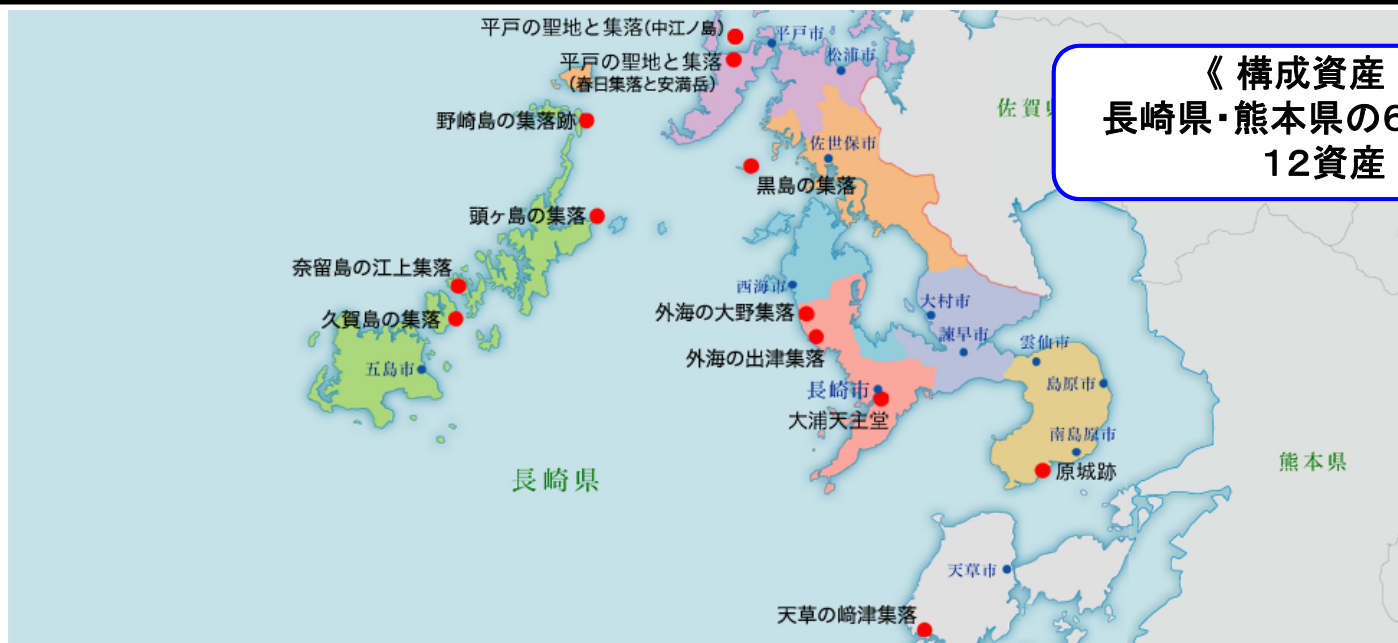 平戸の聖地と集落(中江ノ島)
平戸市
平戸の聖地と集落
(春日集落と安満岳)
松浦市
《 構成資産
長崎県・熊本県の6
12資産
佐賀県
野崎島の集落跡
佐世保市
黒島の集落
頭ヶ島の集落
奈留島の江上集落
西海市
大村市
外海の大野集落
久賀島の集落
諫早市
雲仙市
外海の出津集落
五島市
島原市
長崎市
大浦天主堂
南島原市
原城跡
長崎県
熊本県
天草市
天草の﨑津集落